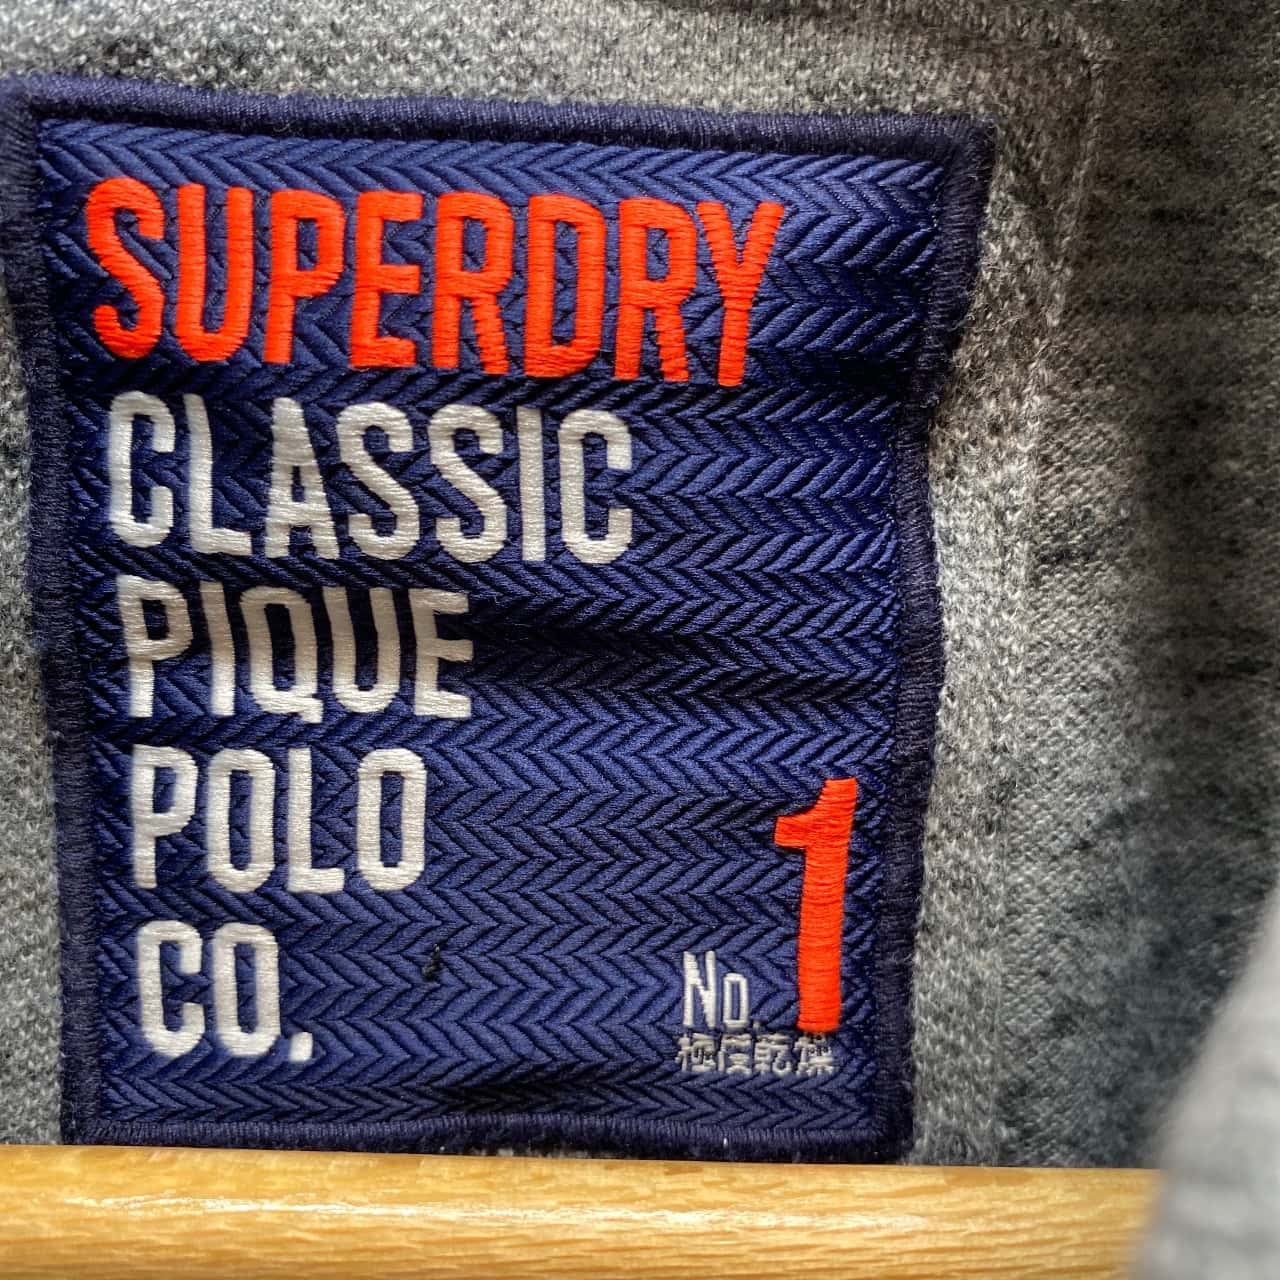 SUPERDRY
CLASSIC
PIQUE
POLO
CO.
No. 1
極度乾燥